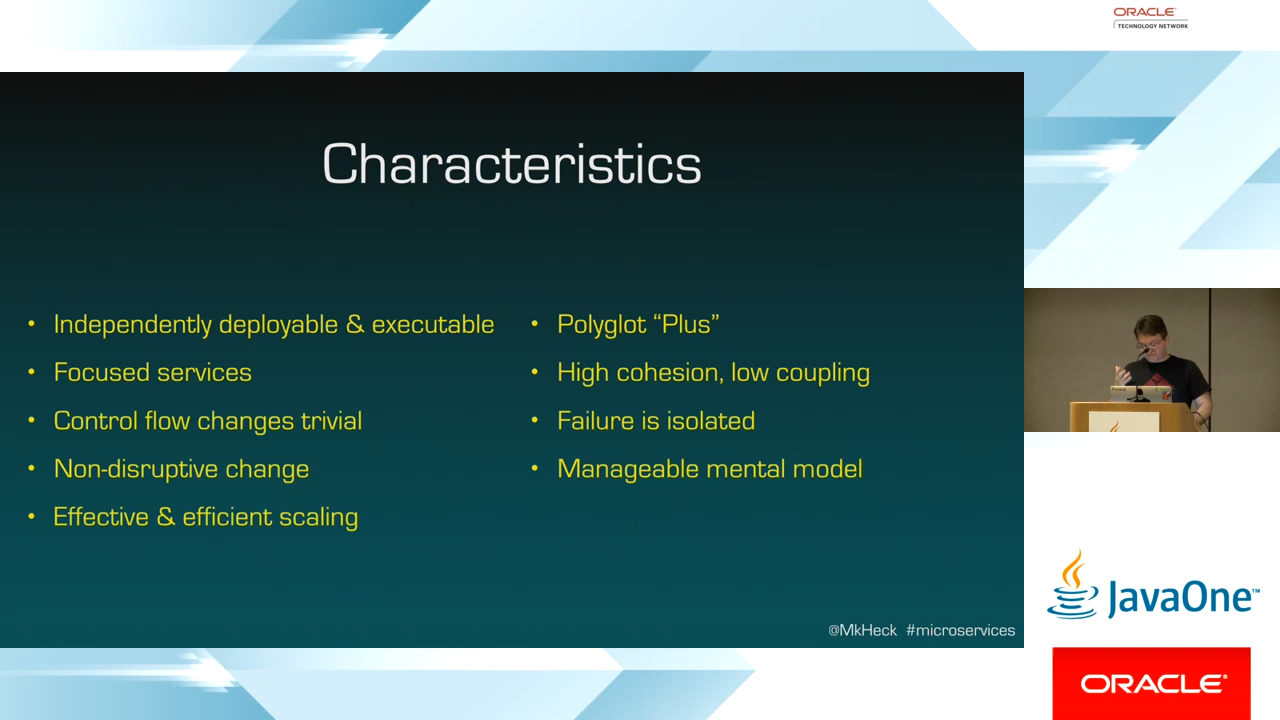 ORACLE
TECHNOLOGY NETWORK
Characteristics
• Independently deployable & executable
• Focused services
• Control flow changes trivial
• Non-disruptive change
• Effective & efficient scaling
• Polyglot “Plus”
• High cohesion, low coupling
• Failure is isolated
• Manageable mental model
@MkHeck #microservices
JavaOne™
ORACLE®